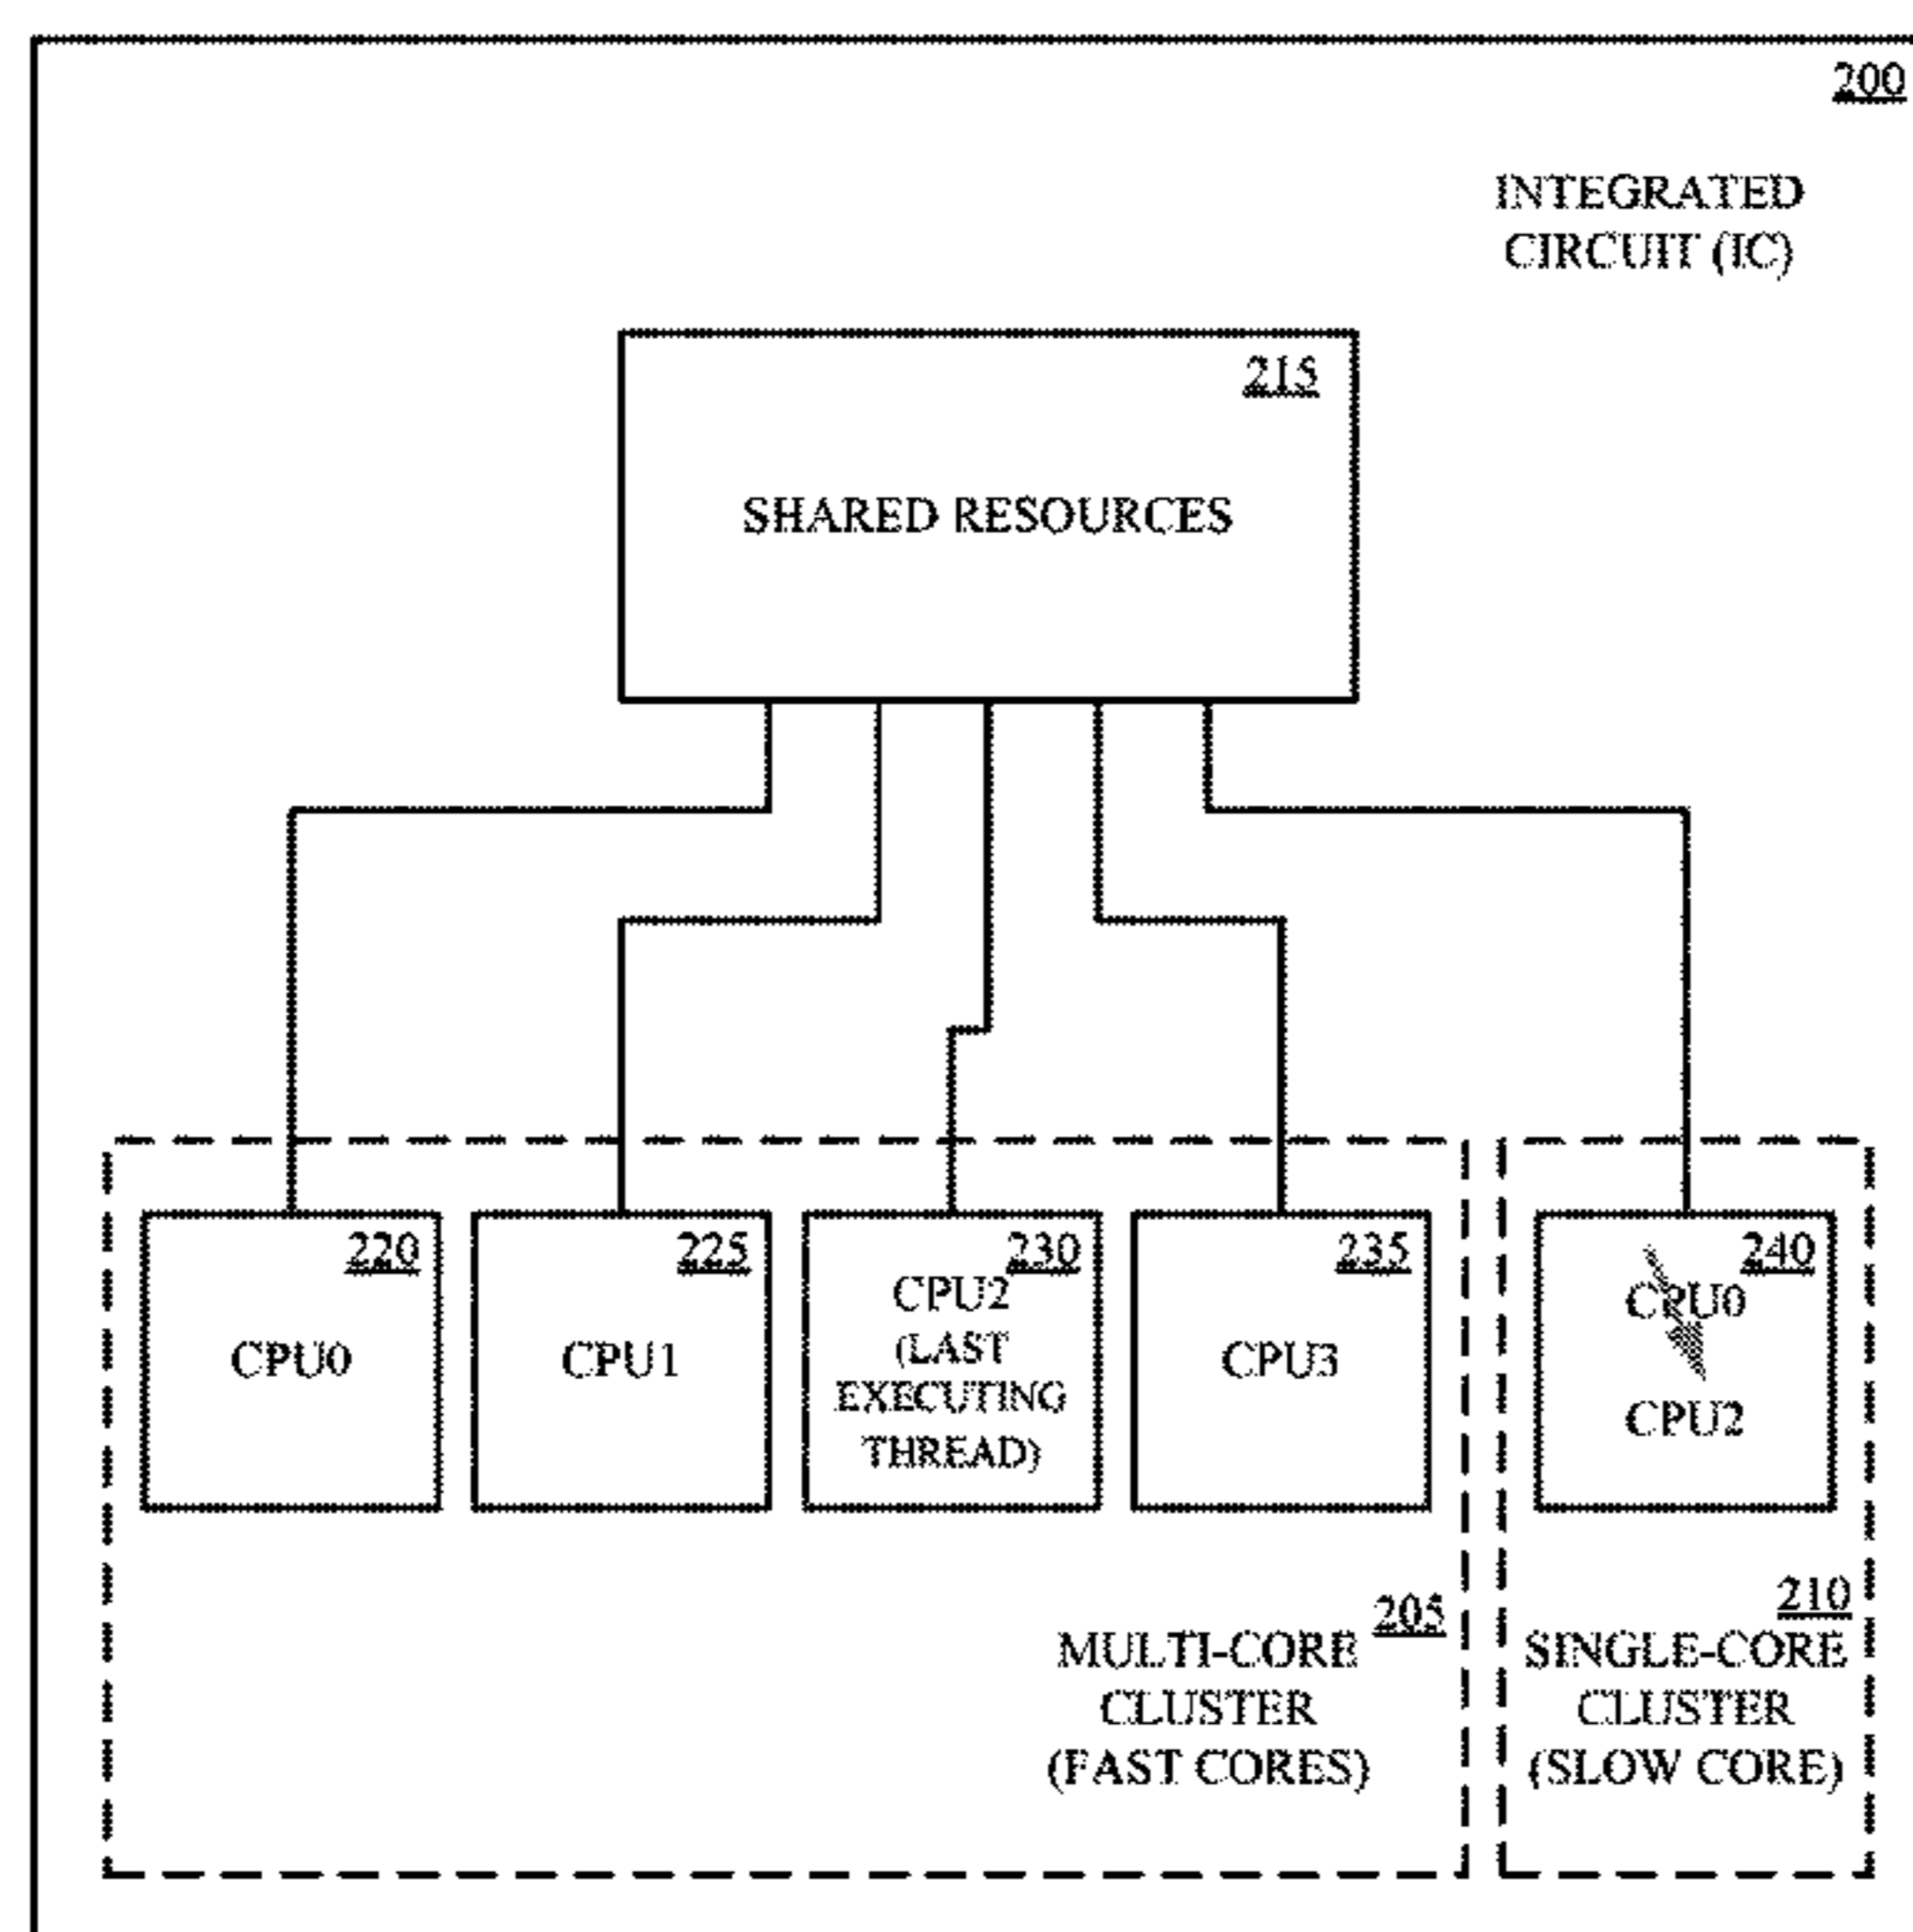 200
INTEGRATED
CIRCUIT (IC)
215
SHARED RESOURCES
220
CPU0
225
CPU1
230
CPU2
(LAST
EXECUTING
THREAD)
235
CPU3
240
CPU0
CPU2
205
MULTI-CORE
CLUSTER
(FAST CORES)
210
SINGLE-CORE
CLUSTER
(SLOW CORE)